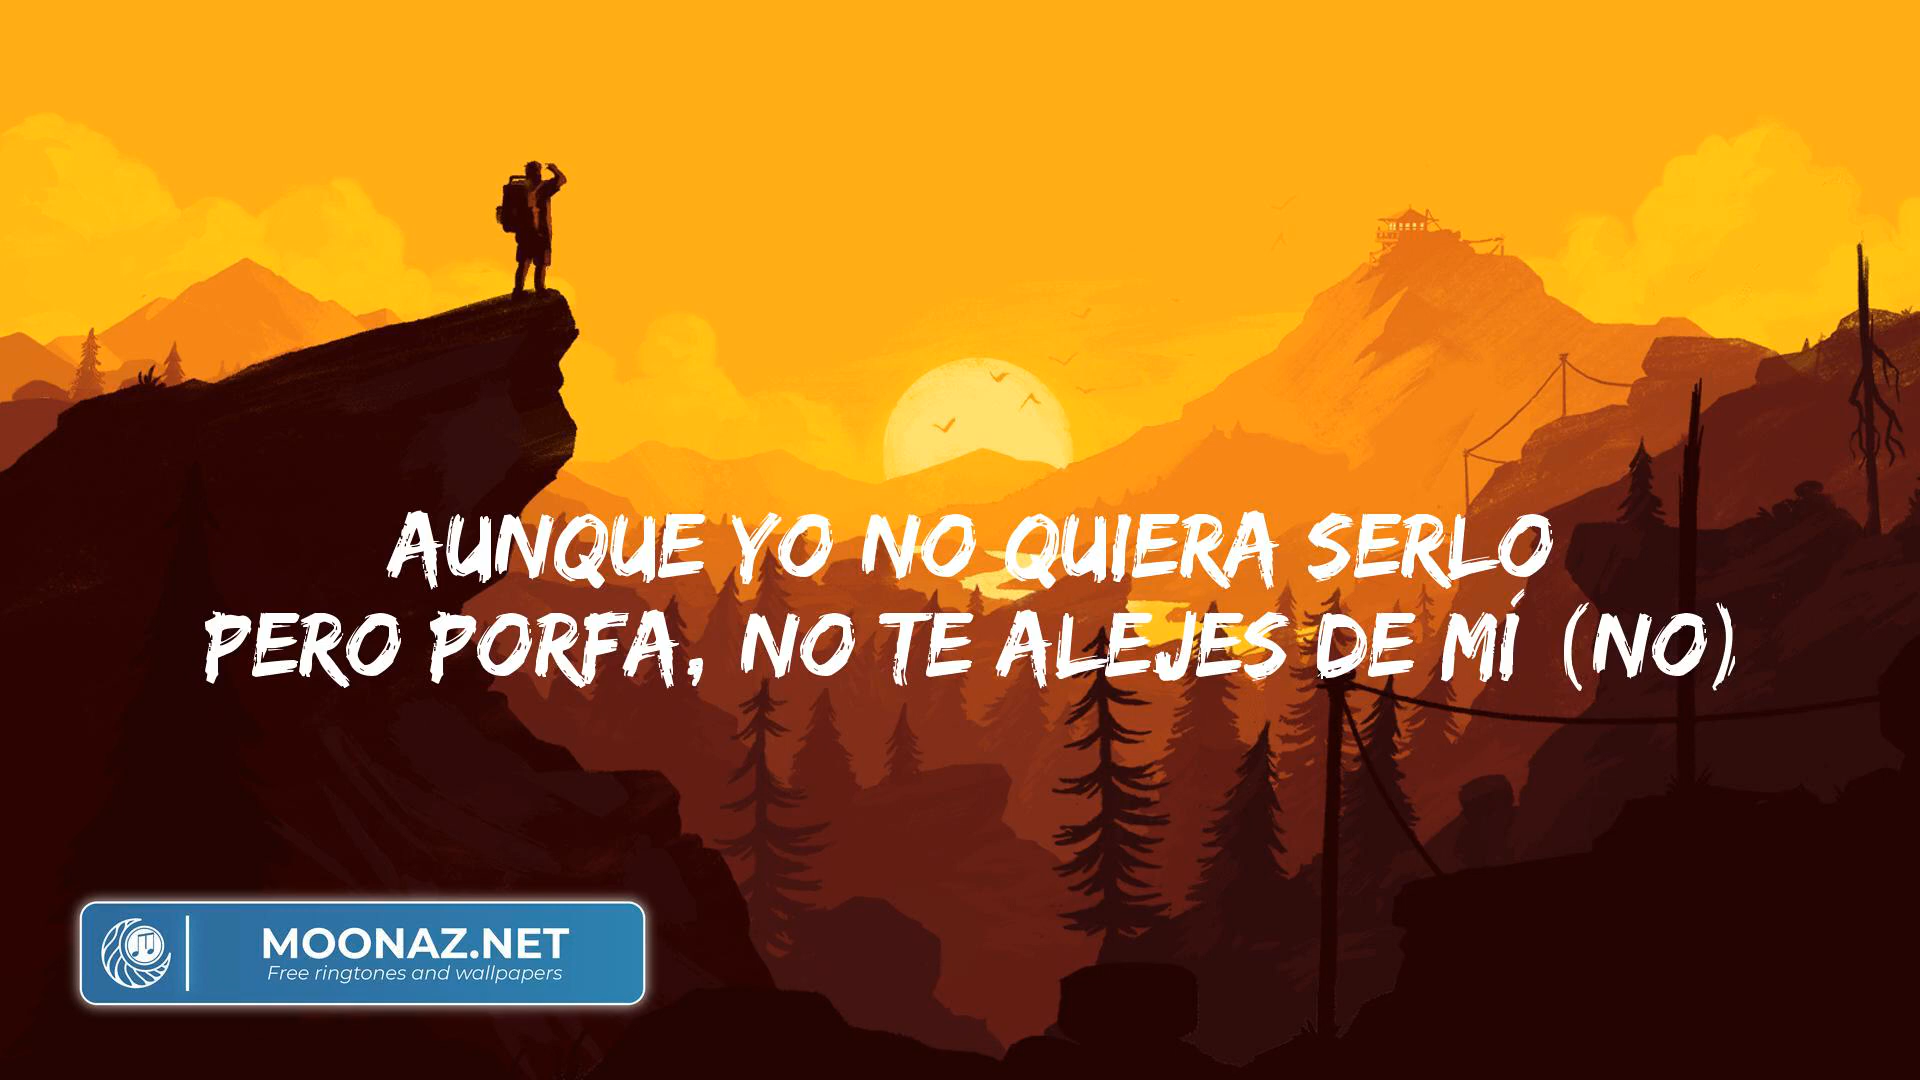 AUNQUE YO NO QUIERA SERLO
PERO PORFA, NO TE ALEJES DE MÍ (NO)
MOONAZ.NET
Free ringtones and wallpapers